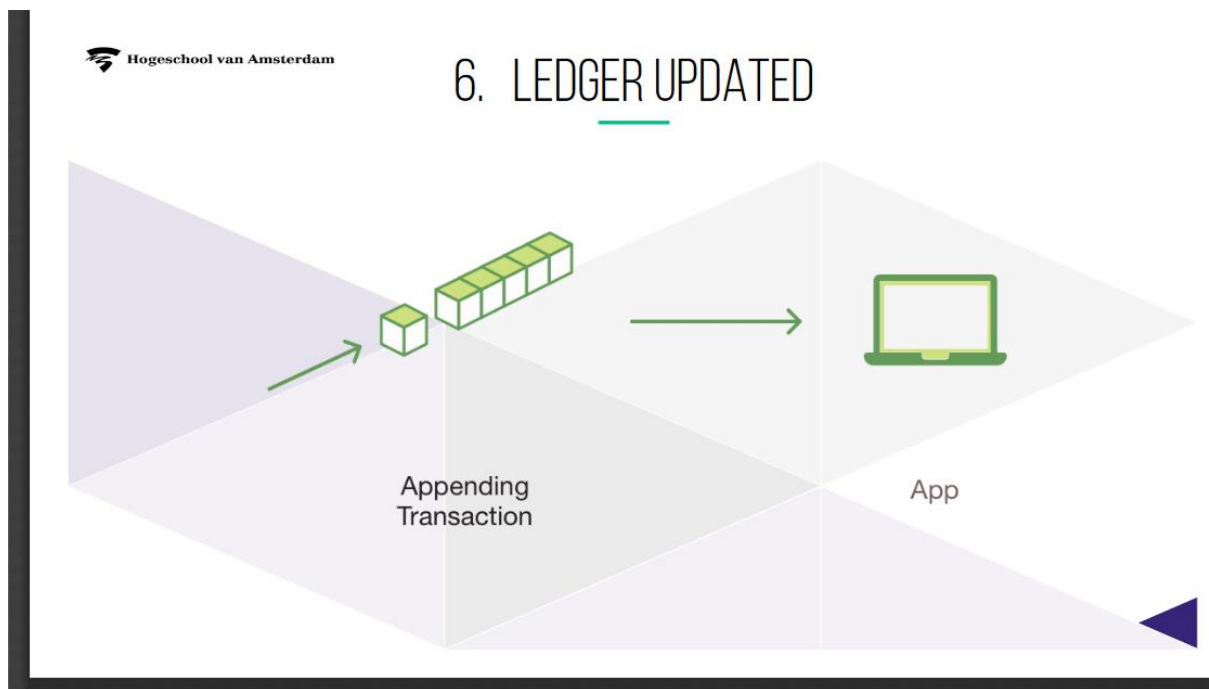 Hogeschool van Amsterdam
6. LEDGER UPDATED
Appending
Transaction
App